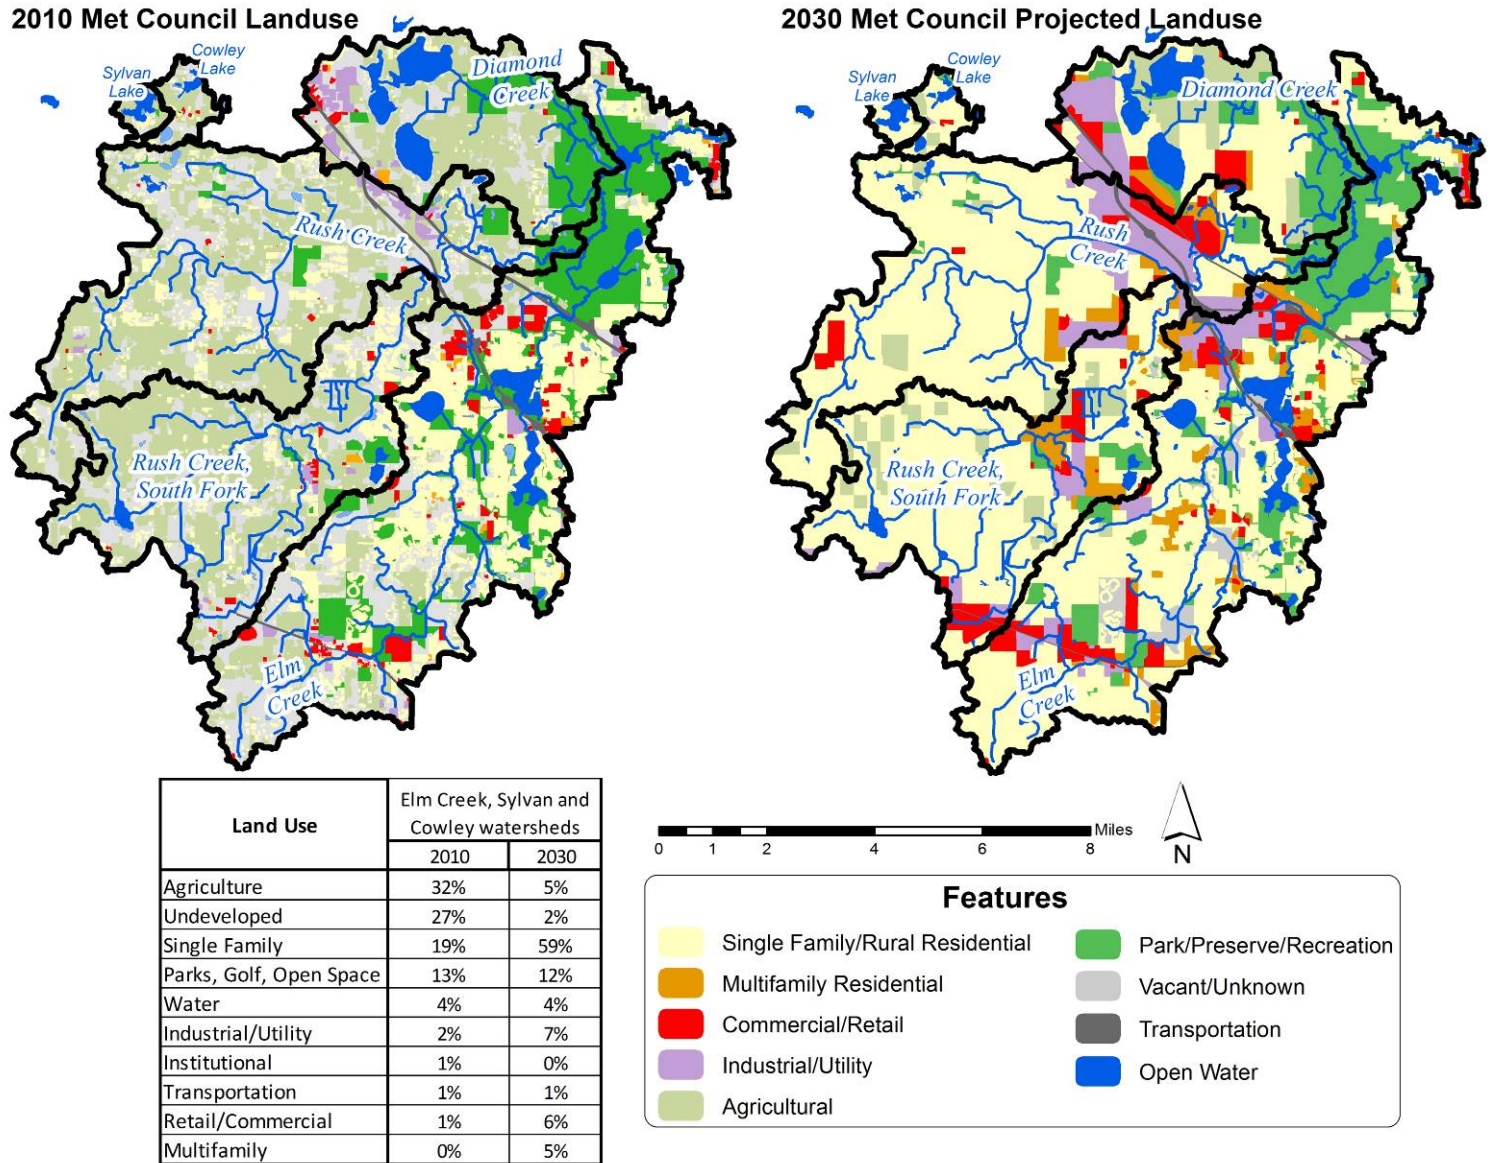 2010 Met Council Landuse
2030 Met Council Projected Landuse
Cowley
Lake
Sylvan
Lake
Diamond
Creek
Rush Creek
Rush Creek,
South Fork
Elm
Creek
Cowley
Lake
Sylvan
Lake
Diamond Creek
Rush
Creek
Rush Creek,
South Fork
Elm
Creek
Land Use
Elm Creek, Sylvan and
Cowley watersheds
2010 2030
Agriculture 32% 5%
Undeveloped 27% 2%
Single Family 19% 59%
Parks, Golf, Open Space 13% 12%
Water 4% 4%
Industrial/Utility 2% 7%
Institutional 1% 0%
Transportation 1% 1%
Retail/Commercial 1% 6%
Multifamily 0% 5%
Miles
0 1 2 4 6 8
N
Features
Single Family/Rural Residential
Multifamily Residential
Commercial/Retail
Industrial/Utility
Agricultural
Park/Preserve/Recreation
Vacant/Unknown
Transportation
Open Water